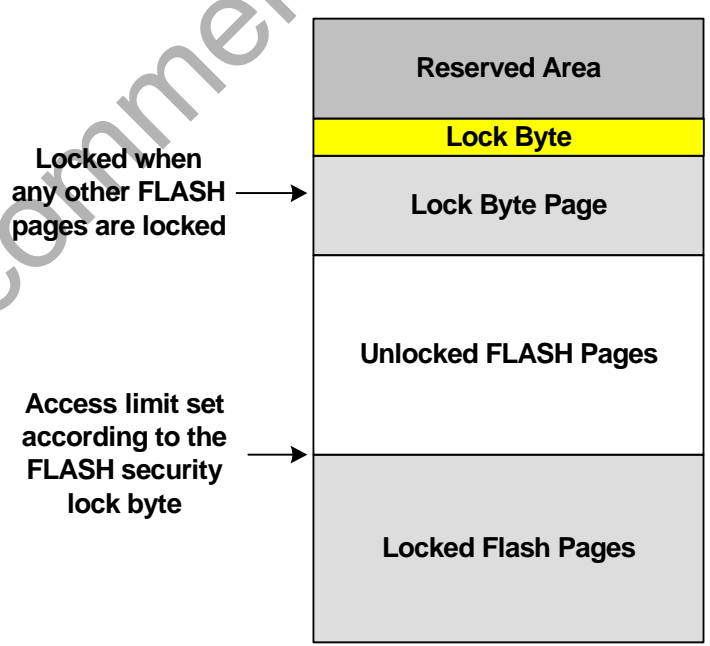 Reserved Area
Lock Byte
Locked when
any other FLASH
pages are locked
Lock Byte Page
Unlocked FLASH Pages
Access limit set
according to the
FLASH security
lock byte
Locked Flash Pages